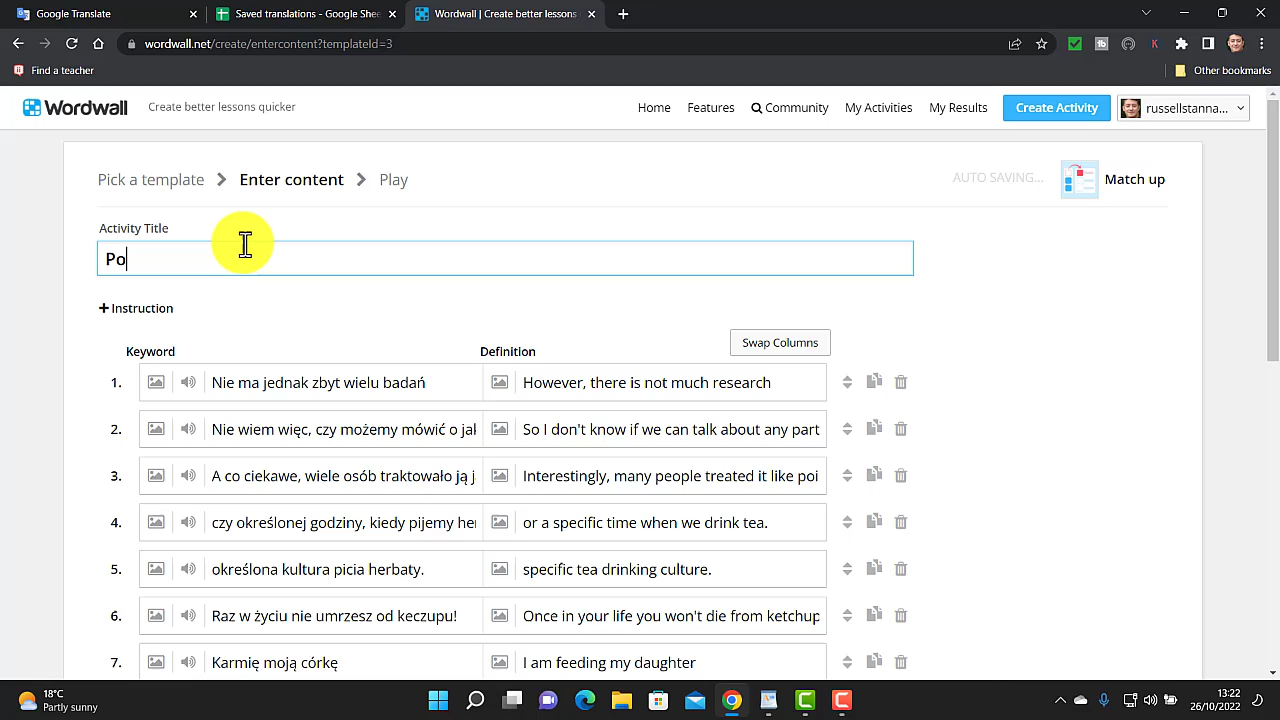 Google Translate
Saved translations - Google Shee
Wordwall | Create better lessons
wordwall.net/create/entercontent?templateId=3
Find a teacher
Other bookmarks
Wordwall
Create better lessons quicker
Home
Features
Community
My Activities
My Results
Create Activity
russellstanna...
Pick a template
Enter content
Play
AUTO SAVING...
Match up
Activity Title
Po
+ Instruction
Keyword
Definition
Swap Columns
1. Nie ma jednak zbyt wielu badań However, there is not much research
2. Nie wiem więc, czy możemy mówić o jak So I don't know if we can talk about any part
3. A co ciekawe, wiele osób traktowało ją j Interestingly, many people treated it like poi
4. czy określonej godziny, kiedy pijemy her or a specific time when we drink tea.
5. określona kultura picia herbaty. specific tea drinking culture.
6. Raz w życiu nie umrzesz od keczupu! Once in your life you won't die from ketchup
7. Karmię moją córkę I am feeding my daughter
18°C
Partly sunny
13:22
26/10/2022